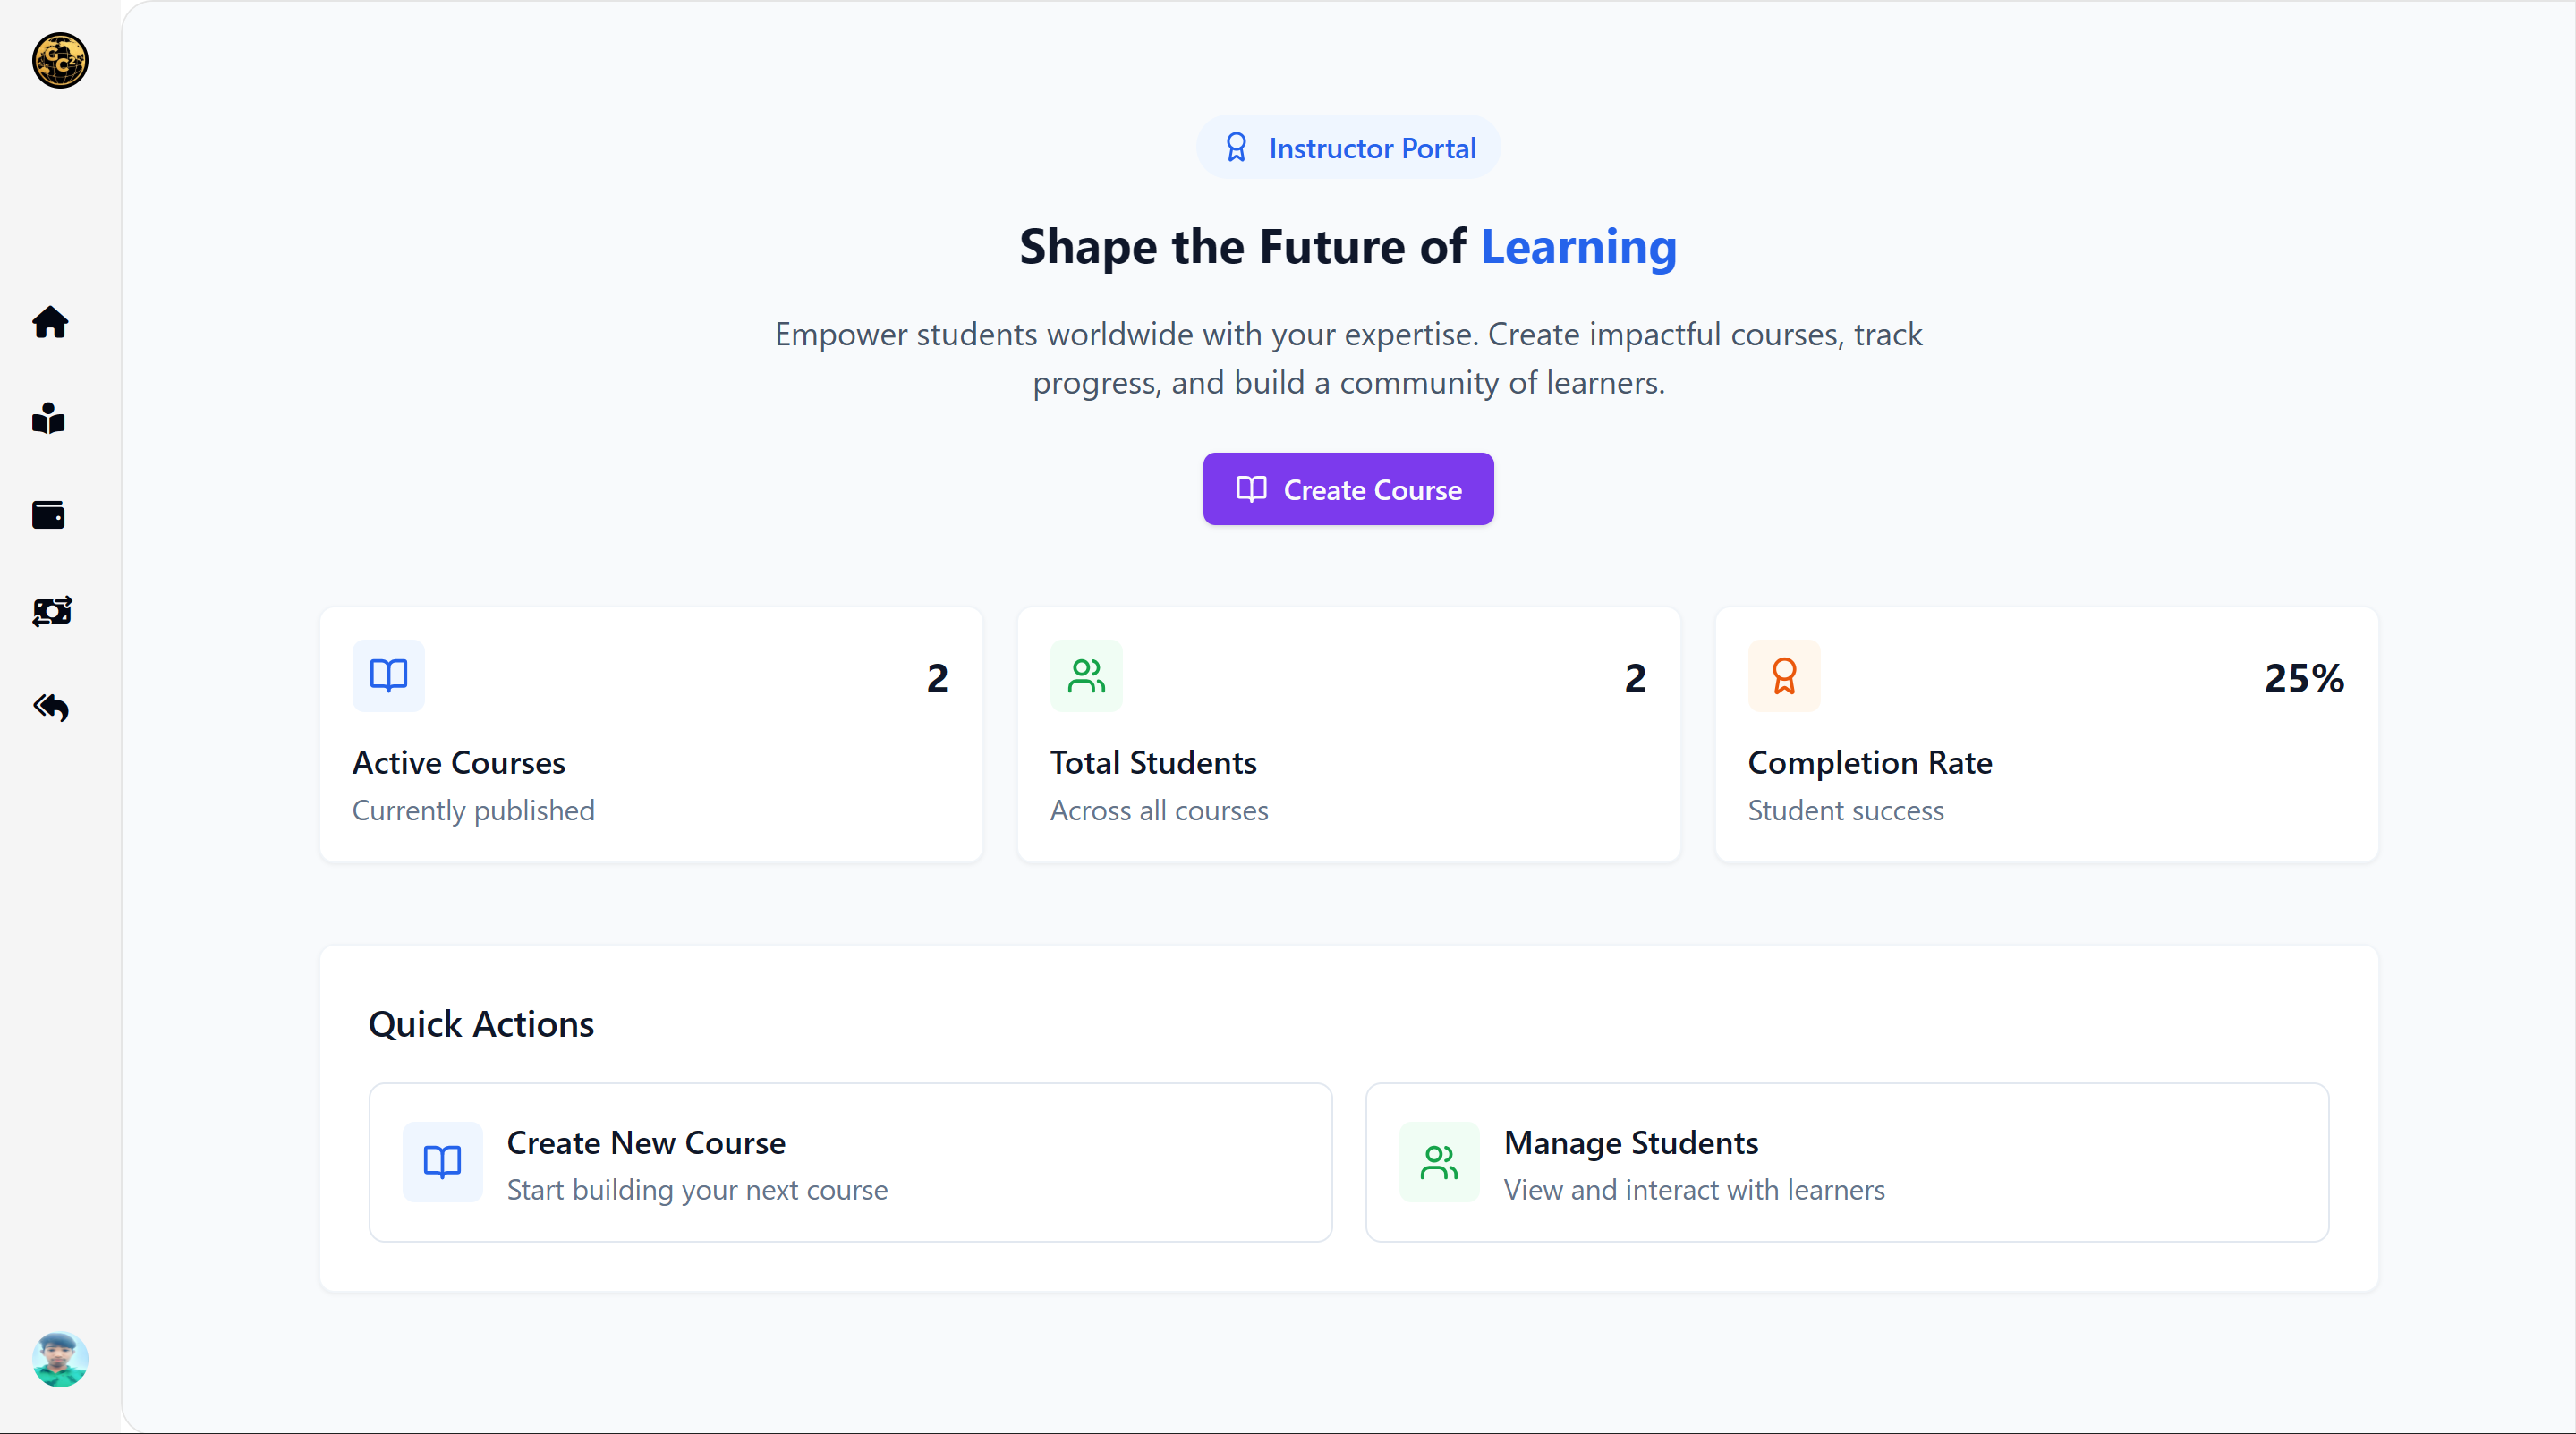 GC2
Instructor Portal
Shape the Future of Learning
Empower students worldwide with your expertise. Create impactful courses, track
progress, and build a community of learners.
Create Course
2
Active Courses
Currently published
2
Total Students
Across all courses
25%
Completion Rate
Student success
Quick Actions
Create New Course
Start building your next course
Manage Students
View and interact with learners